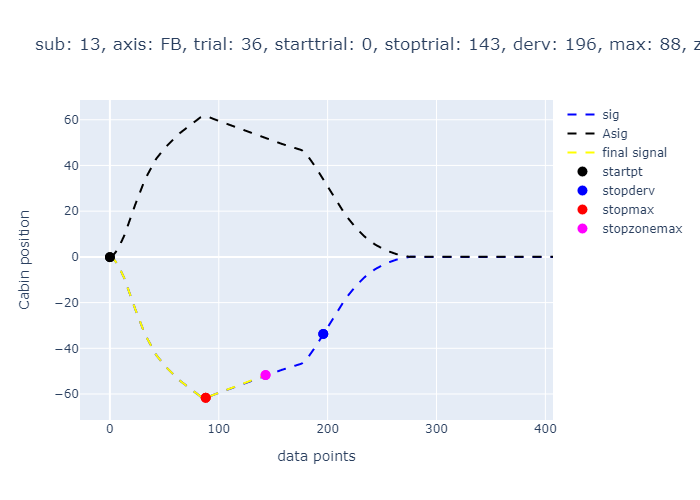 sub: 13, axis: FB, trial: 36, starttrial: 0, stoptrial: 143, derv: 196, max: 88, z
60
40
20
0
−20
−40
−60
Cabin position
0
100
200
300
400
data points
sig
Asig
final signal
startpt
stopderv
stopmax
stopzonemax